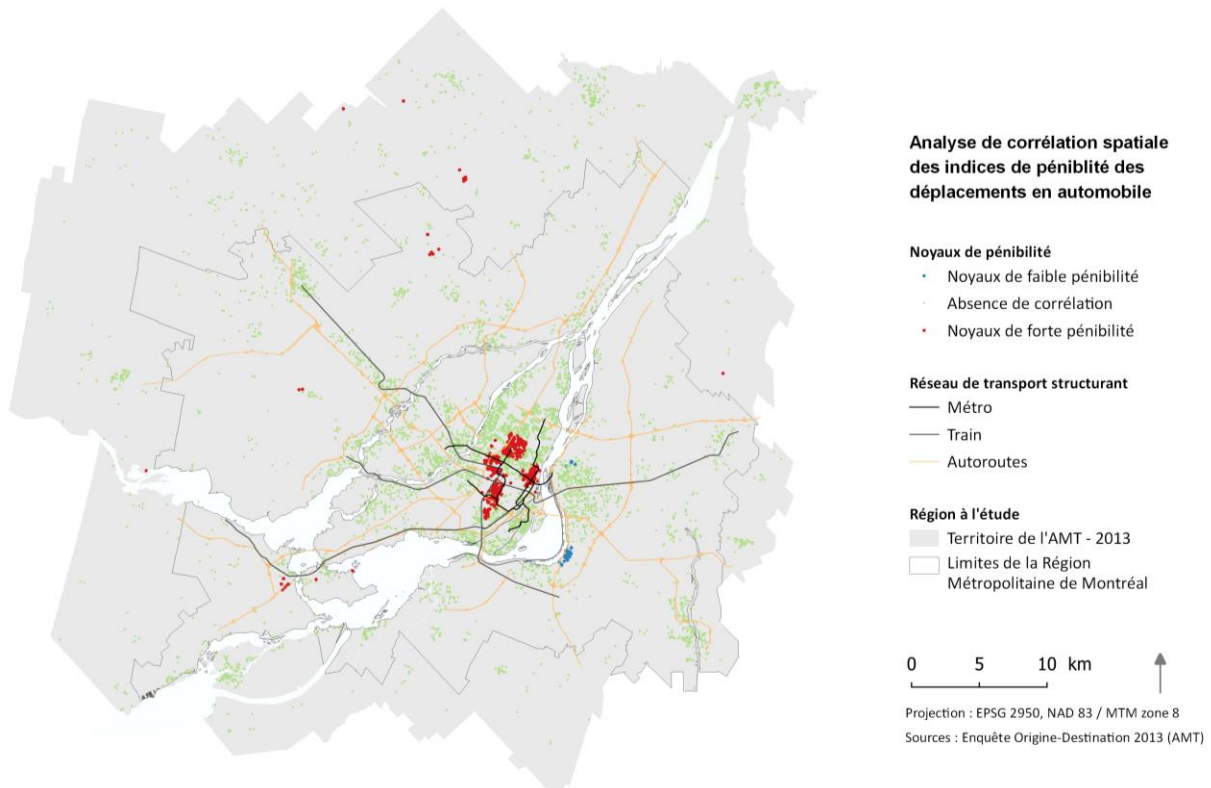 Analyse de corrélation spatiale
des indices de péniblité des
déplacements en automobile
Noyaux de pénibilité
Noyaux de faible pénibilité
Absence de corrélation
Noyaux de forte pénibilité
Réseau de transport structurant
Métro
Train
Autoroutes
Région à l'étude
Territoire de l'AMT - 2013
Limites de la Région
Métropolitaine de Montréal
0 5 10 km
Projection : EPSG 2950, NAD 83 / MTM zone 8
Sources : Enquête Origine-Destination 2013 (AMT)